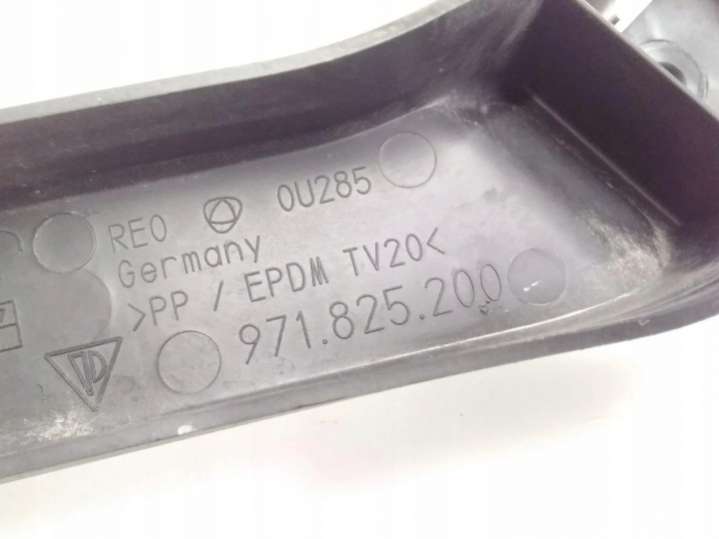 REO 0U285
Germany
>PP / EPDM TV20<
971.825.200